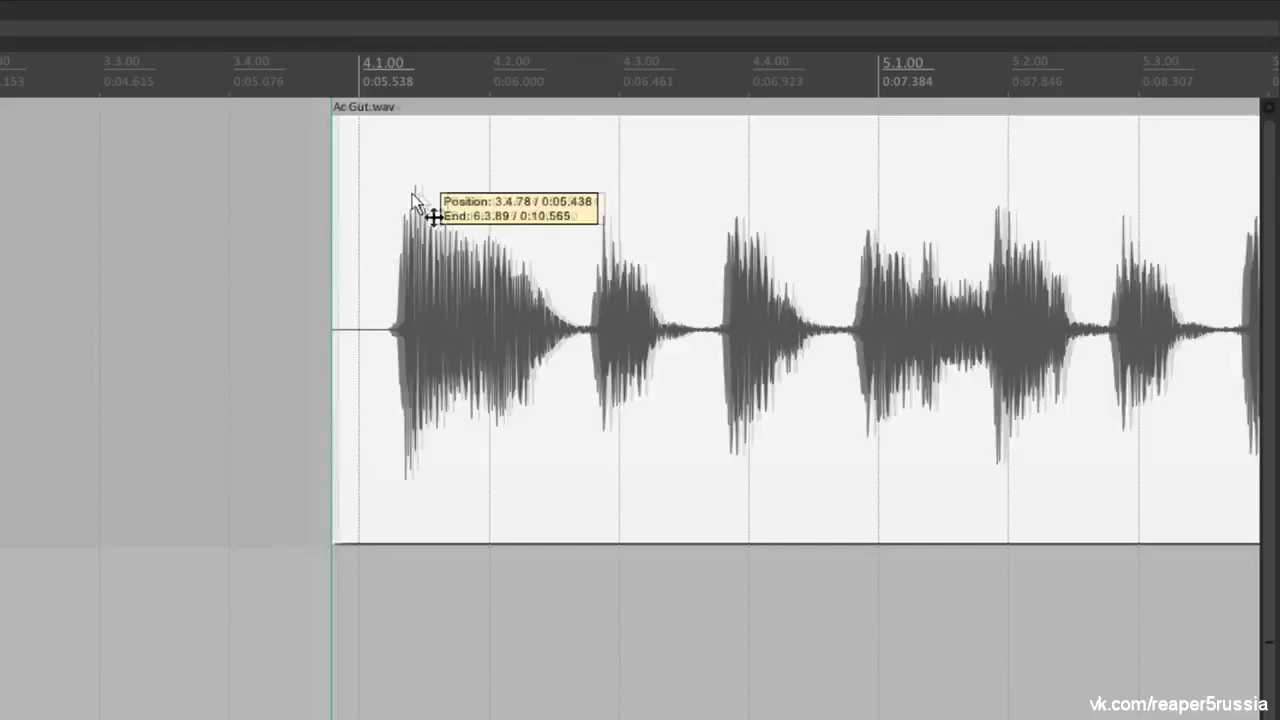 3.3.00 3.4.00 4.1.00 4.2.00 4.3.00 4.4.00 5.1.00 5.2.00 5.3.00
.153 0:04.615 0:05.076 0:05.538 0:06.000 0:06.461 0:06.923 0:07.384 0:07.846 0:08.307
Ac Gut.wav
Position: 3.4.78 / 0:05.438
End: 6.3.89 / 0:10.565
vk.com/reaper5russia